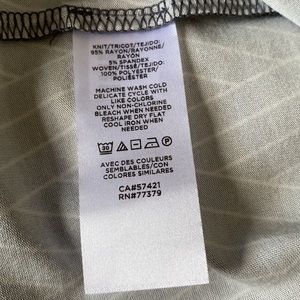 KNIT/TRICOT/TEJIDO:
95% RAYON/RAYONNE/
RAYÓN
5% SPANDEX
WOVEN/TISSÉ/TEJIDO:
100% POLYESTER/
POLIÉSTER
MACHINE WASH COLD
DELICATE CYCLE WITH
LIKE COLORS
ONLY NON-CHLORINE
BLEACH WHEN NEEDED
RESHAPE DRY FLAT
COOL IRON WHEN
NEEDED
30
AVEC DES COULEURS
SEMBLABLES/CON
COLORES SIMILARES
CA#57421
RN#77379